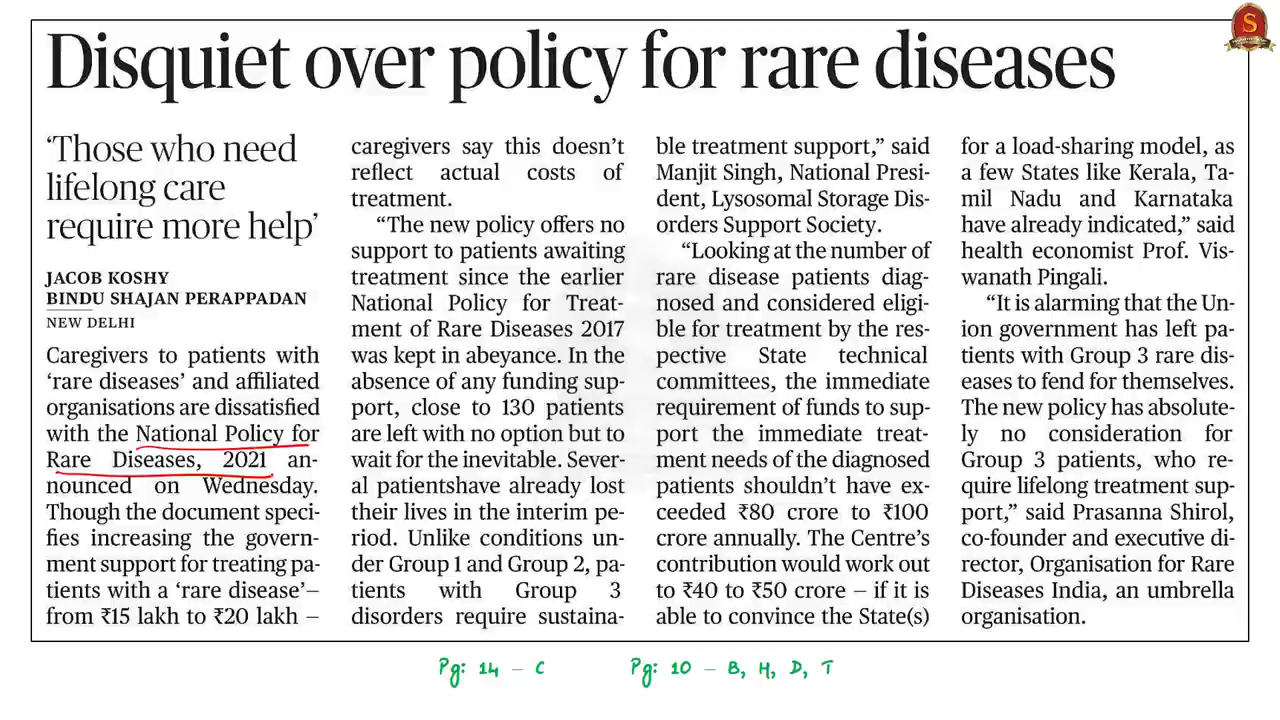 Disquiet over policy for rare diseases
‘Those who need
lifelong care
require more help’
JACOB KOSHY
BINDU SHAJAN PERAPPADAN
NEW DELHI
Caregivers to patients with
‘rare diseases’ and affiliated
organisations are dissatisfied
with the National Policy for
Rare Diseases, 2021 an-
nounced on Wednesday.
Though the document speci-
fies increasing the govern-
ment support for treating pa-
tients with a ‘rare disease’–
from ₹15 lakh to ₹20 lakh –
caregivers say this doesn’t
reflect actual costs of
treatment.
“The new policy offers no
support to patients awaiting
treatment since the earlier
National Policy for Treat-
ment of Rare Diseases 2017
was kept in abeyance. In the
absence of any funding sup-
port, close to 130 patients
are left with no option but to
wait for the inevitable. Sever-
al patientshave already lost
their lives in the interim pe-
riod. Unlike conditions un-
der Group 1 and Group 2, pa-
tients with Group 3
disorders require sustaina-
ble treatment support,” said
Manjit Singh, National Presi-
dent, Lysosomal Storage Dis-
orders Support Society.
“Looking at the number of
rare disease patients diag-
nosed and considered eligi-
ble for treatment by the res-
pective State technical
committees, the immediate
requirement of funds to sup-
port the immediate treat-
ment needs of the diagnosed
patients shouldn’t have ex-
ceeded ₹80 crore to ₹100
crore annually. The Centre’s
contribution would work out
to ₹40 to ₹50 crore – if it is
able to convince the State(s)
for a load-sharing model, as
a few States like Kerala, Ta-
mil Nadu and Karnataka
have already indicated,” said
health economist Prof. Vis-
wanath Pingali.
“It is alarming that the Un-
ion government has left pa-
tients with Group 3 rare dis-
eases to fend for themselves.
The new policy has absolute-
ly no consideration for
Group 3 patients, who re-
quire lifelong treatment sup-
port,” said Prasanna Shirol,
co-founder and executive di-
rector, Organisation for Rare
Diseases India, an umbrella
organisation.
Pg: 14 – C
Pg: 10 – B, H, D, T
S